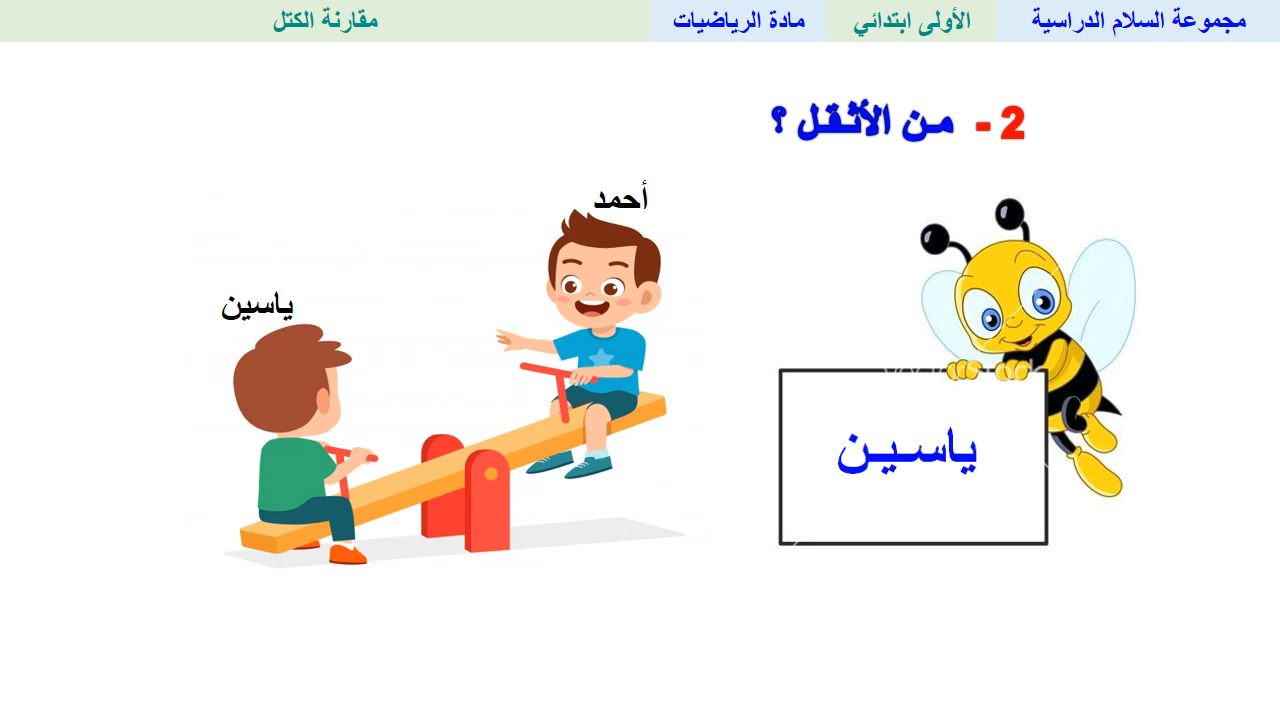 مجموعة السلام الدراسية
الأولى ابتدائي
مادة الرياضيات
مقارنة الكتل
2 - من الأثقل ؟
أحمد
ياسين
ياسين